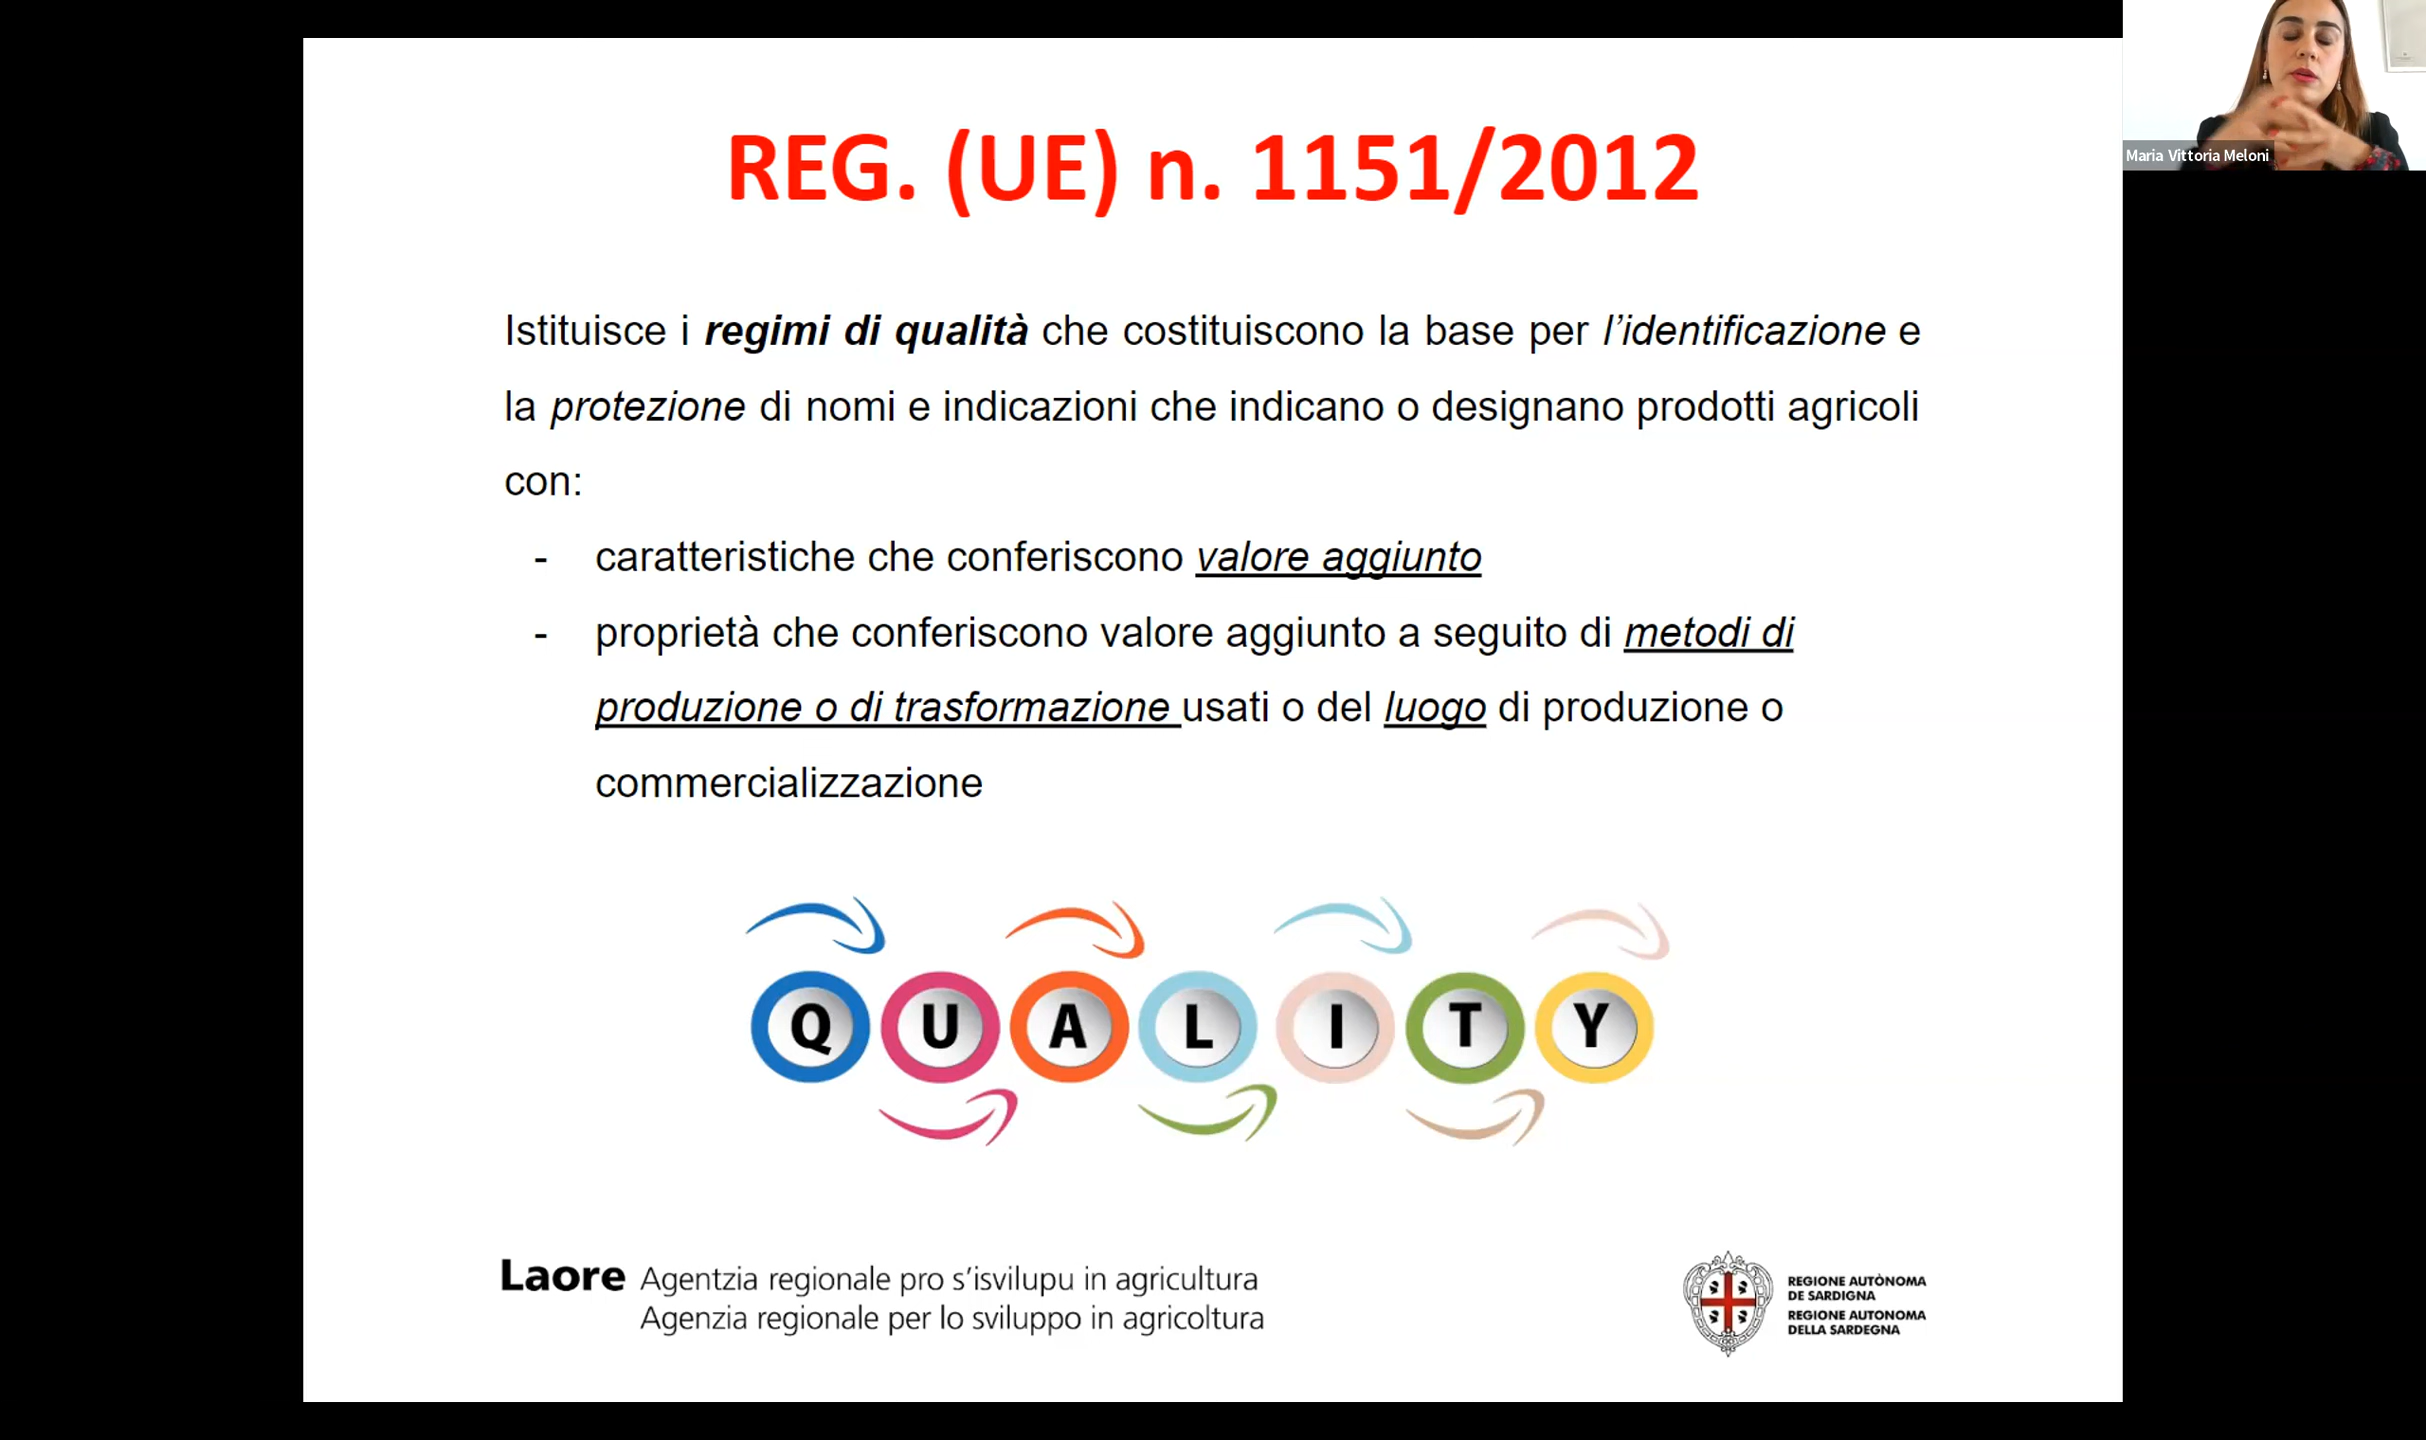 REG. (UE) n. 1151/2012
Maria Vittoria Meloni
Istituisce i regimi di qualità che costituiscono la base per l’identificazione e
la protezione di nomi e indicazioni che indicano o designano prodotti agricoli
con:
- caratteristiche che conferiscono valore aggiunto
- proprietà che conferiscono valore aggiunto a seguito di metodi di
produzione o di trasformazione usati o del luogo di produzione o
commercializzazione
QUALITY
Laore Agentzia regionale pro s’isvilupu in agricultura
Agenzia regionale per lo sviluppo in agricoltura
REGIONE AUTÒNOMA
DE SARDIGNA
REGIONE AUTONOMA
DELLA SARDEGNA